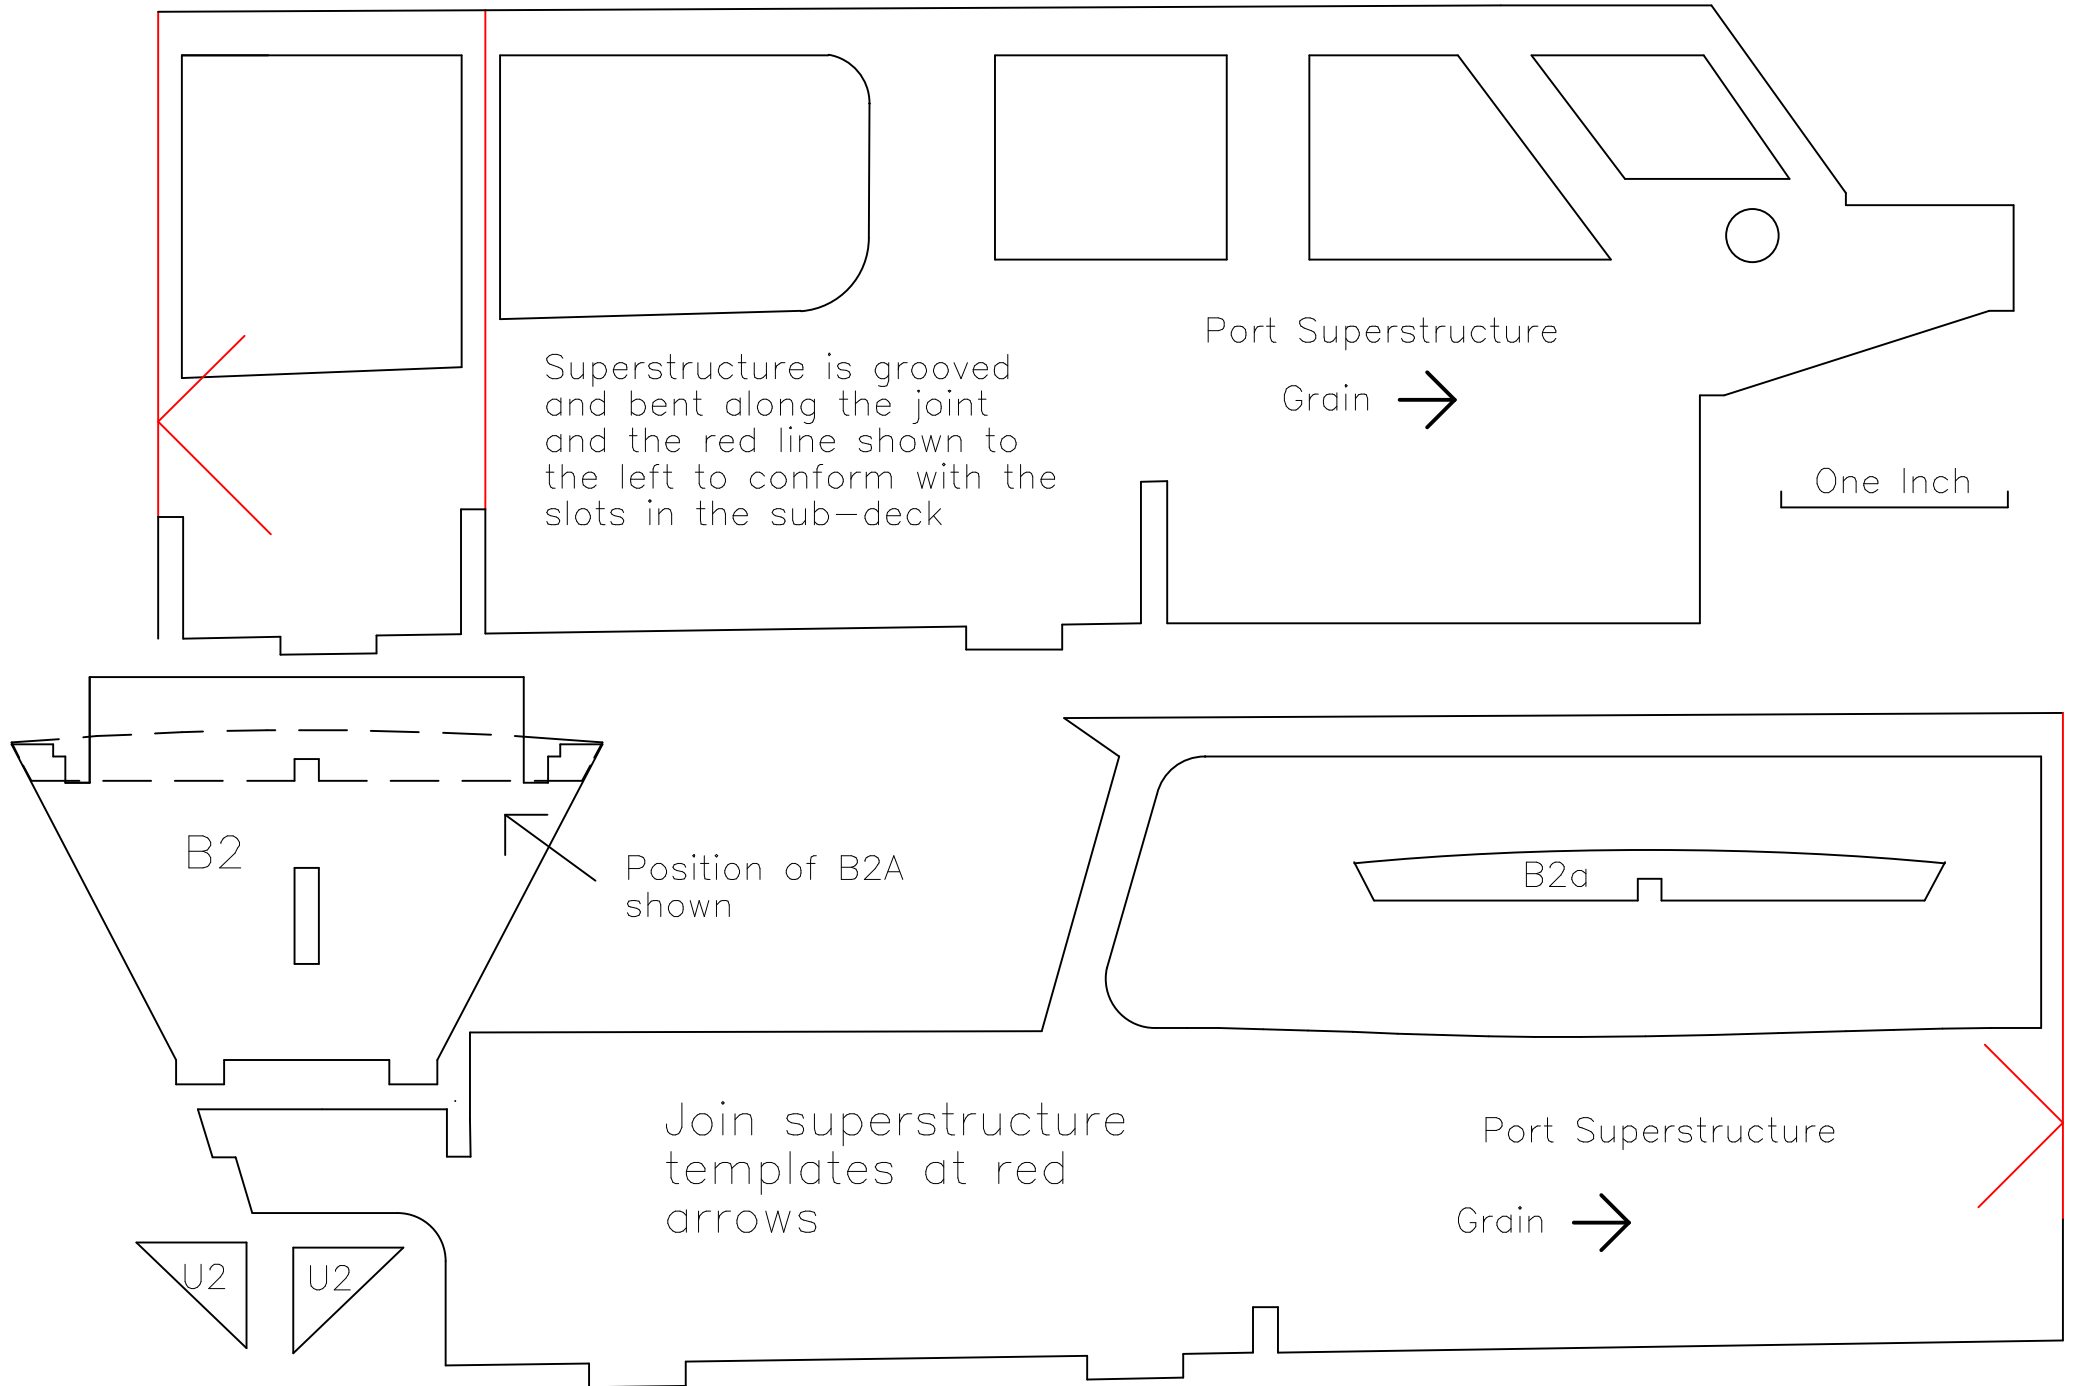 Port Superstructure
Grain
Superstructure is grooved
and bent along the joint
and the red line shown to
the left to conform with the
slots in the sub-deck
One Inch
B2
Position of B2A
shown
B2a
Join superstructure
templates at red
arrows
Port Superstructure
Grain
U2
U2